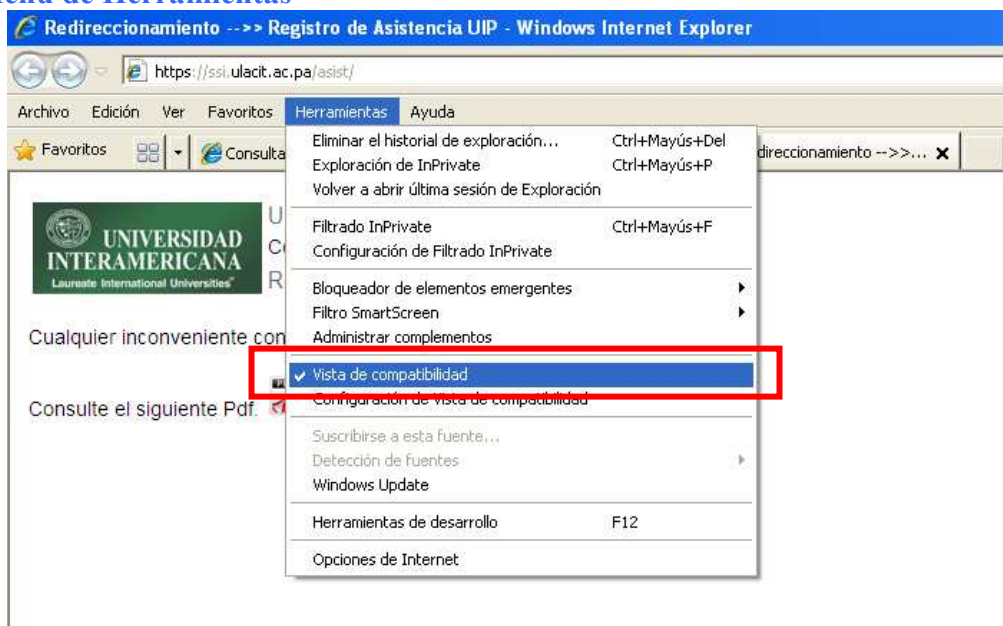 de Herramientas
Redireccionamiento -->> Registro de Asistencia UIP - Windows Internet Explorer
https://ssi.ulacit.ac.pa/asist/
Archivo Edición Ver Favoritos Herramientas Ayuda
Favoritos Consulta direccionamiento -->>...
Eliminar el historial de exploración... Ctrl+Mayús+Del
Exploración de InPrivate Ctrl+Mayús+P
Volver a abrir última sesión de Exploración
Filtrado InPrivate Ctrl+Mayús+F
Configuración de Filtrado InPrivate
Bloqueador de elementos emergentes
Filtro SmartScreen
Administrar complementos
Vista de compatibilidad
Configuración de Vista de compatibilidad
Suscribirse a esta fuente...
Detección de fuentes
Windows Update
Herramientas de desarrollo F12
Opciones de Internet
UNIVERSIDAD
INTERAMERICANA
Laureate International Universities
U
C
R
Cualquier inconveniente con
Consulte el siguiente Pdf.